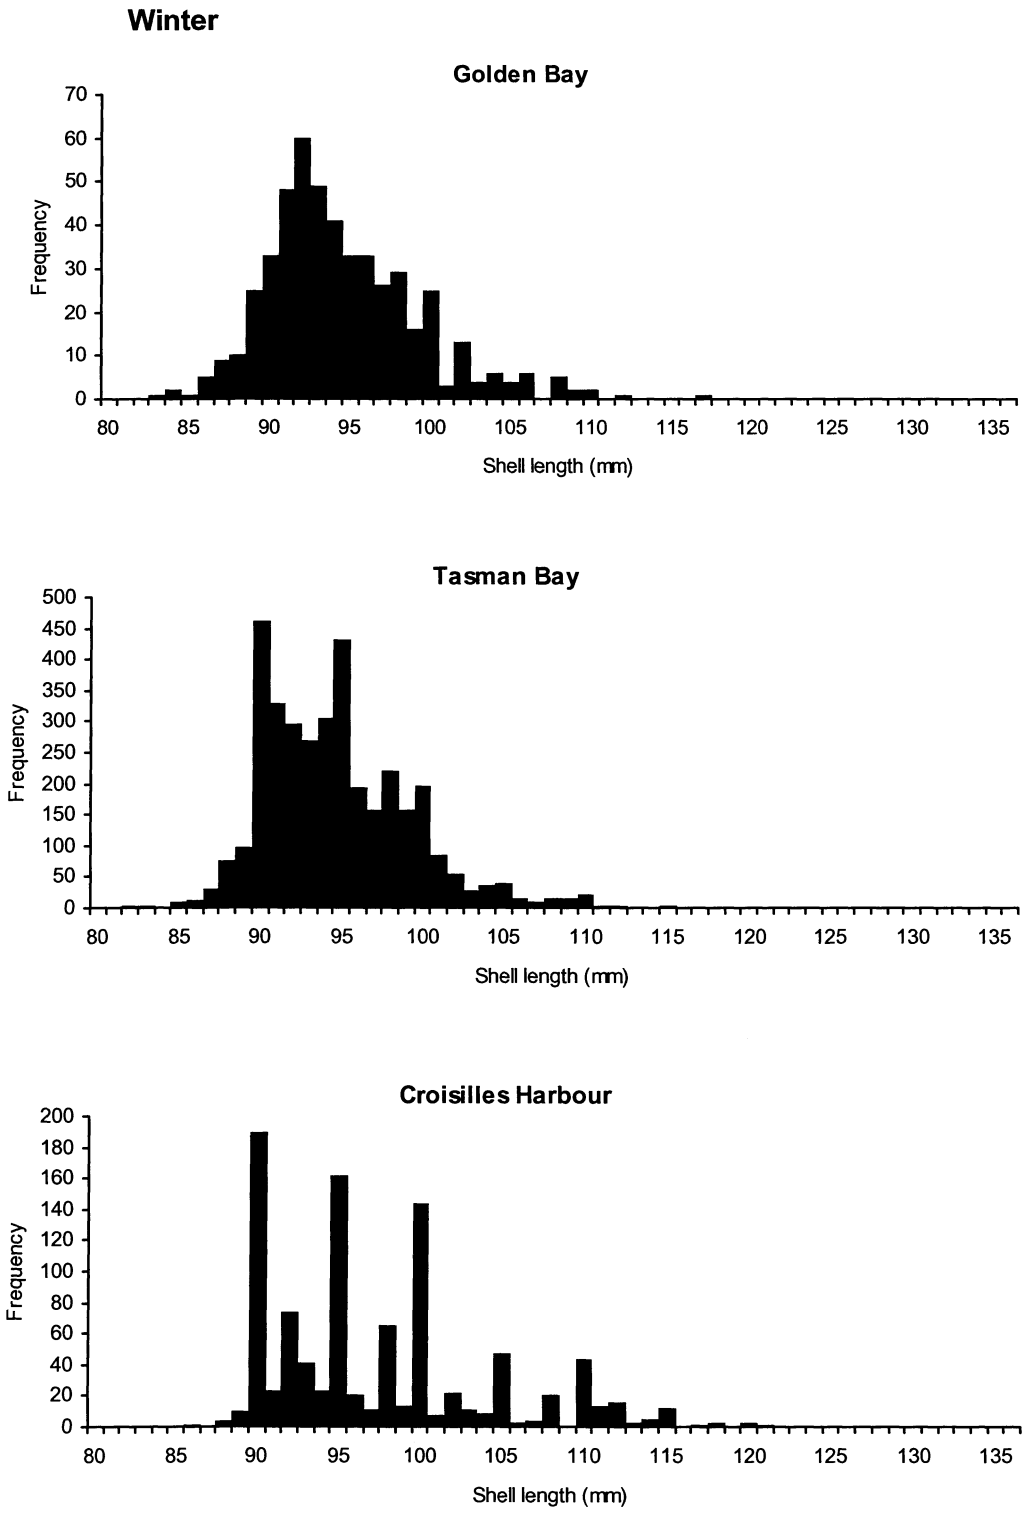 Winter
Golden Bay
70
60
50
40
30
20
10
0
Frequency
80 85 90 95 100 105 110 115 120 125 130 135
Shell length (mm)
Tasman Bay
500
450
400
350
300
250
200
150
100
50
0
Frequency
80 85 90 95 100 105 110 115 120 125 130 135
Shell length (mm)
Croisilles Harbour
200
180
160
140
120
100
80
60
40
20
0
Frequency
80 85 90 95 100 105 110 115 120 125 130 135
Shell length (mm)